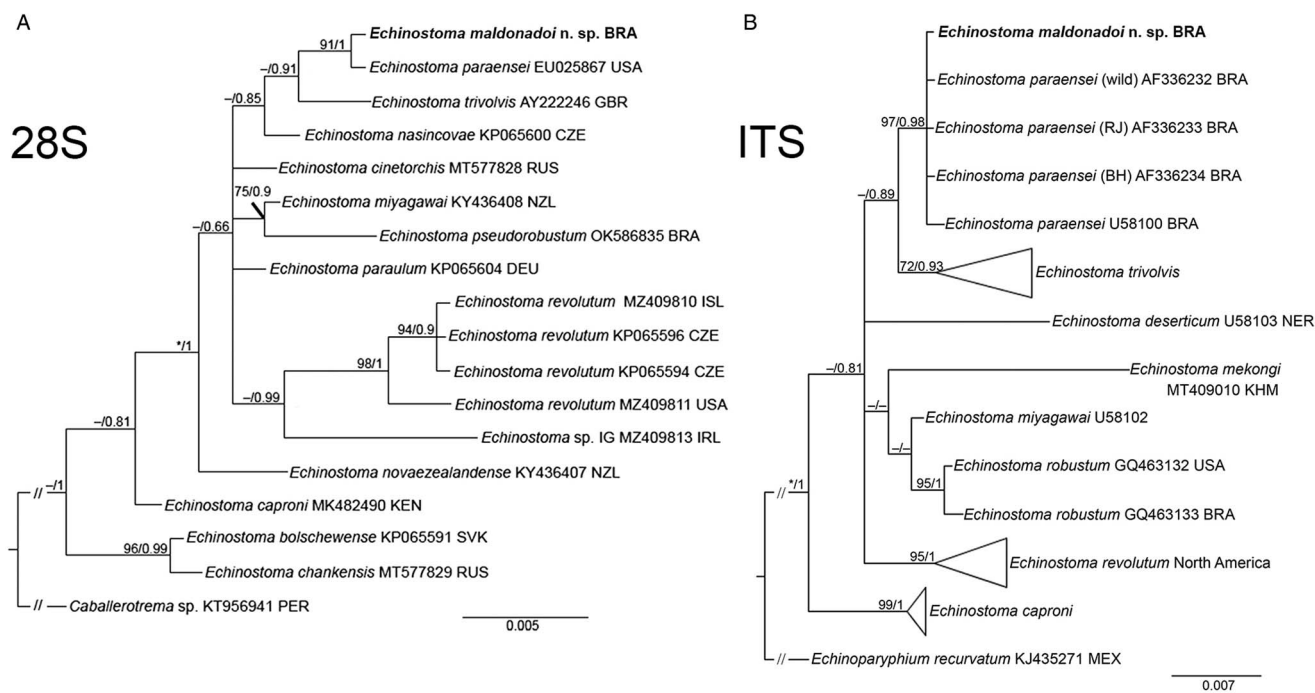 A
28S
91/1
Echinostoma maldonadoi n. sp. BRA
Echinostoma paraensei EU025867 USA
–/0.91
Echinostoma trivolvis AY222246 GBR
–/0.85
Echinostoma nasincovae KP065600 CZE
Echinostoma cinetorchis MT577828 RUS
75/0.9
Echinostoma miyagawai KY436408 NZL
–/0.66
Echinostoma pseudorobustum OK586835 BRA
Echinostoma paraulum KP065604 DEU
Echinostoma revolutum MZ409810 ISL
94/0.9
Echinostoma revolutum KP065596 CZE
*/1
98/1
Echinostoma revolutum KP065594 CZE
–/0.99
Echinostoma revolutum MZ409811 USA
–/0.81
Echinostoma sp. IG MZ409813 IRL
Echinostoma novaezealandense KY436407 NZL
// –/1
Echinostoma caproni MK482490 KEN
Echinostoma bolschewense KP065591 SVK
96/0.99
Echinostoma chankensis MT577829 RUS
// Caballerotrema sp. KT956941 PER
0.005
B
ITS
Echinostoma maldonadoi n. sp. BRA
Echinostoma paraensei (wild) AF336232 BRA
97/0.98
Echinostoma paraensei (RJ) AF336233 BRA
Echinostoma paraensei (BH) AF336234 BRA
–/0.89
Echinostoma paraensei U58100 BRA
72/0.93
Echinostoma trivolvis
Echinostoma deserticum U58103 NER
–/0.81
Echinostoma mekongi
MT409010 KHM
–/–
Echinostoma miyagawai U58102
–/–
Echinostoma robustum GQ463132 USA
95/1
// */1
Echinostoma robustum GQ463133 BRA
95/1
Echinostoma revolutum North America
99/1
Echinostoma caproni
// Echinoparyphium recurvatum KJ435271 MEX
0.007